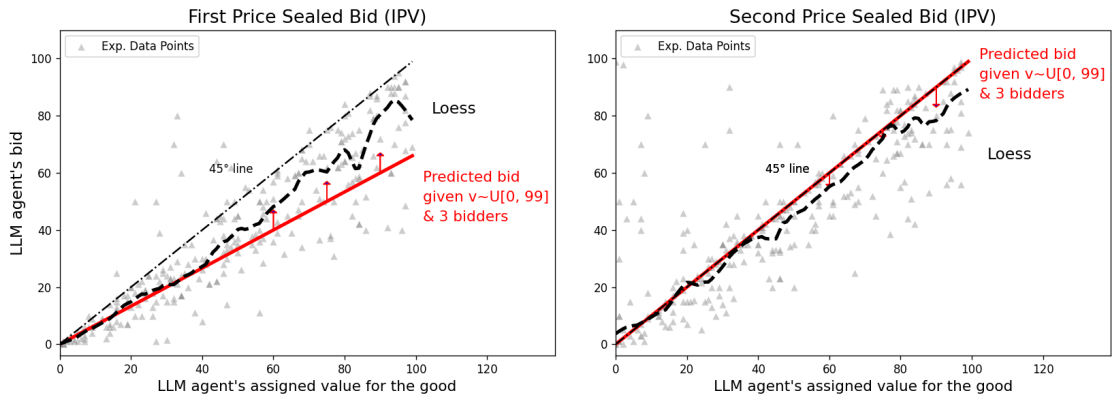 First Price Sealed Bid (IPV)
Exp. Data Points
100
80
60
40
20
0
0 20 40 60 80 100 120
LLM agent's bid
LLM agent's assigned value for the good
45° line
Loess
Predicted bid
given v~U[0, 99]
& 3 bidders
Second Price Sealed Bid (IPV)
Exp. Data Points
100
80
60
40
20
0
0 20 40 60 80 100 120
LLM agent's assigned value for the good
45° line
Predicted bid
given v~U[0, 99]
& 3 bidders
Loess